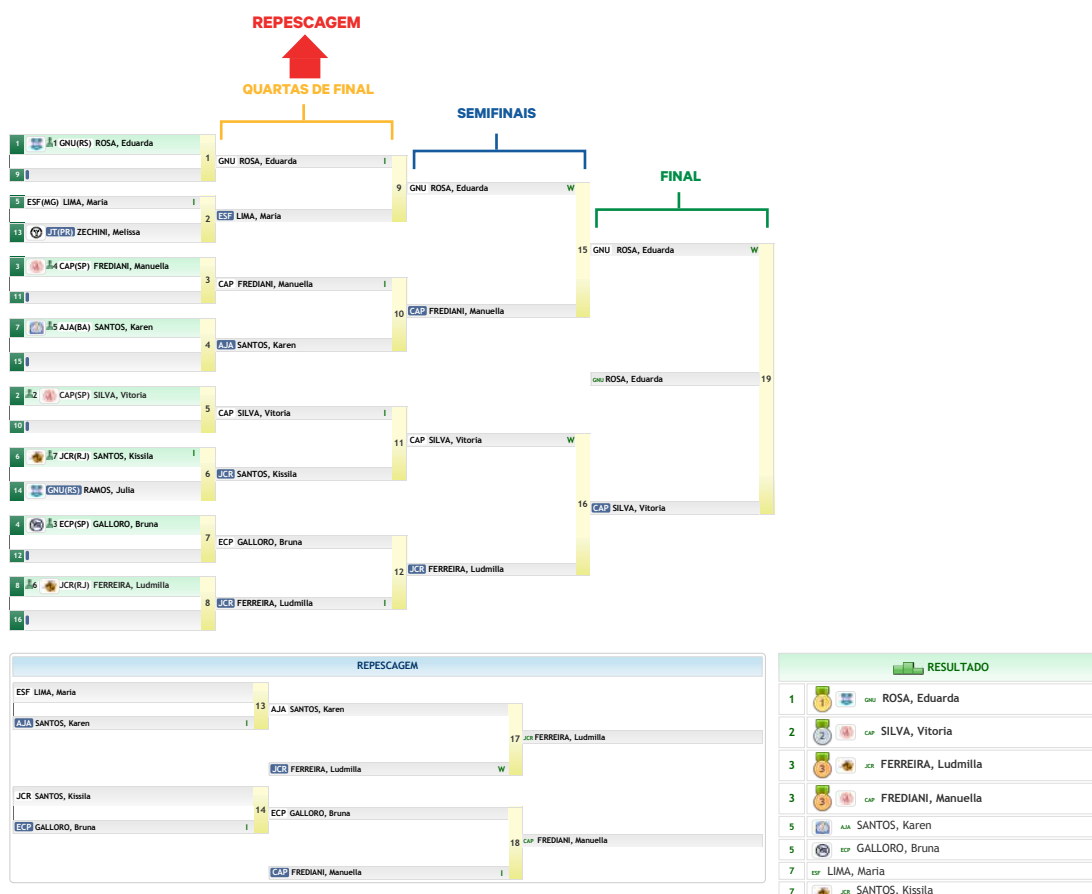 REPESCAGEM
QUARTAS DE FINAL
SEMIFINAIS
FINAL
1 1 GNU(RS) ROSA, Eduarda
9
1
GNU ROSA, Eduarda I
5 ESF(MG) LIMA, Maria I
13 JT(PR) ZECHINI, Melissa
2
ESF LIMA, Maria
9
GNU ROSA, Eduarda W
3 4 CAP(SP) FREDIANI, Manuella
11
3
CAP FREDIANI, Manuella I
7 5 AJA(BA) SANTOS, Karen
15
4
AJA SANTOS, Karen
10
CAP FREDIANI, Manuella
15
GNU ROSA, Eduarda W
2 2 CAP(SP) SILVA, Vitoria
10
5
CAP SILVA, Vitoria I
6 7 JCR(RJ) SANTOS, Kissila I
14 GNU(RS) RAMOS, Julia
6
JCR SANTOS, Kissila
11
CAP SILVA, Vitoria W
4 3 ECP(SP) GALLORO, Bruna
12
7
ECP GALLORO, Bruna
8 6 JCR(RJ) FERREIRA, Ludmilla
16
8
JCR FERREIRA, Ludmilla I
12
JCR FERREIRA, Ludmilla
16
CAP SILVA, Vitoria
GNU ROSA, Eduarda
19
REPESCAGEM
ESF LIMA, Maria
AJA SANTOS, Karen I
13
AJA SANTOS, Karen
JCR FERREIRA, Ludmilla W
17
JCR FERREIRA, Ludmilla
JCR SANTOS, Kissila
ECP GALLORO, Bruna I
14
ECP GALLORO, Bruna
CAP FREDIANI, Manuella I
18
CAP FREDIANI, Manuella
RESULTADO
1 1 GNU ROSA, Eduarda
2 2 CAP SILVA, Vitoria
3 3 JCR FERREIRA, Ludmilla
3 3 CAP FREDIANI, Manuella
5 AJA SANTOS, Karen
5 ECP GALLORO, Bruna
7 ESF LIMA, Maria
7 JCR SANTOS, Kissila